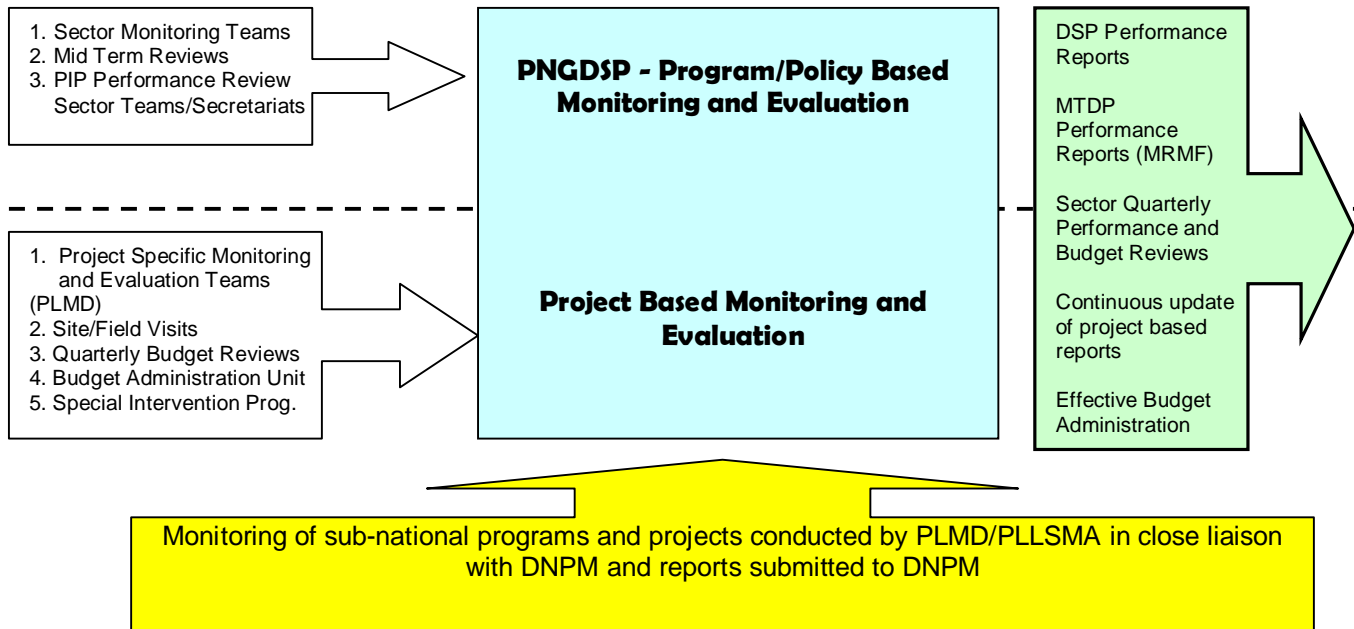 1. Sector Monitoring Teams
2. Mid Term Reviews
3. PIP Performance Review
Sector Teams/Secretariats
PNGDSP - Program/Policy Based
Monitoring and Evaluation
DSP Performance
Reports
MTDP
Performance
Reports (MRMF)
Sector Quarterly
Performance and
Budget Reviews
Continuous update
of project based
reports
Effective Budget
Administration
1. Project Specific Monitoring
and Evaluation Teams
(PLMD)
2. Site/Field Visits
3. Quarterly Budget Reviews
4. Budget Administration Unit
5. Special Intervention Prog.
Project Based Monitoring and
Evaluation
Monitoring of sub-national programs and projects conducted by PLMD/PLLSMA in close liaison
with DNPM and reports submitted to DNPM